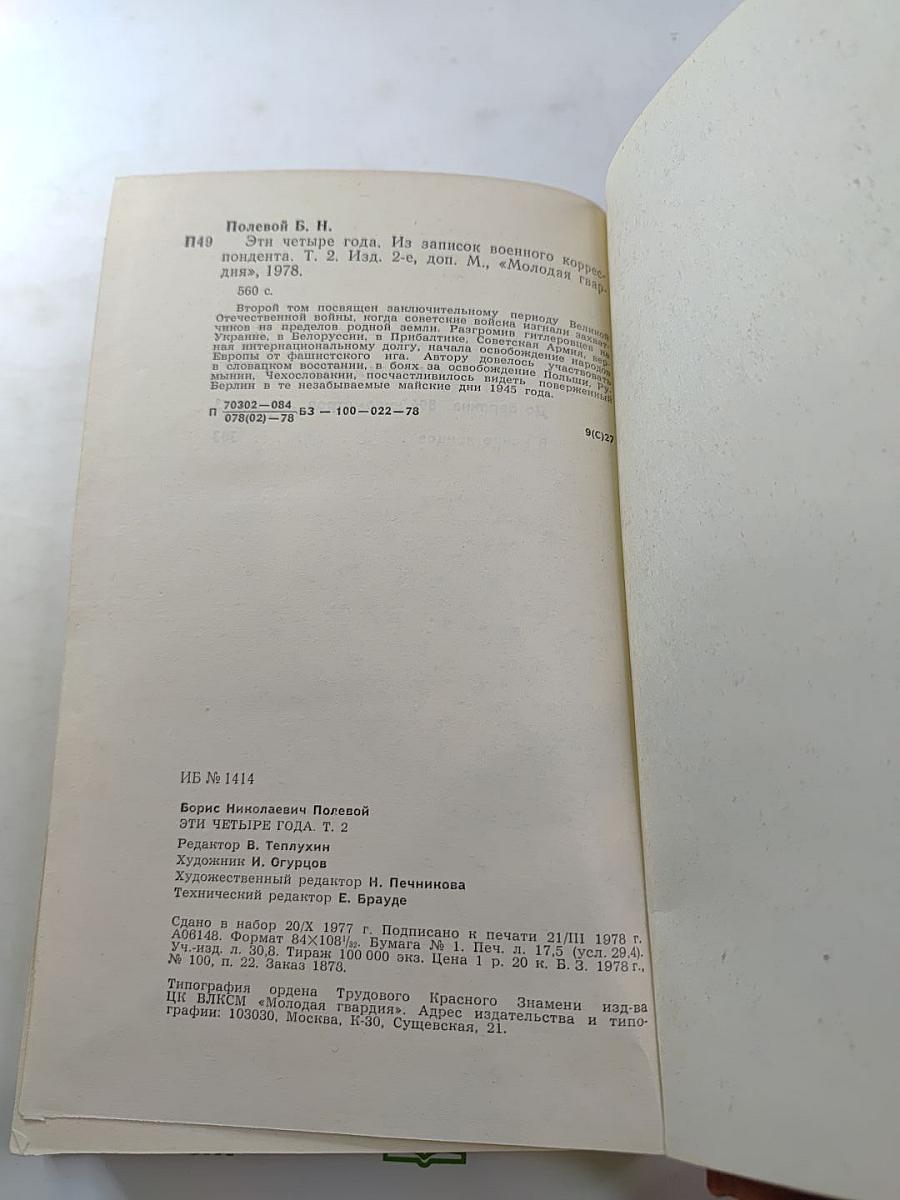 Полевой Б. Н.
П49 Эти четыре года. Из записок военного коррес-
пондента. Т. 2. Изд. 2-е, доп. М., «Молодая гвар-
дия», 1978.
560 с.
Второй том посвящен заключительному периоду Великой
Отечественной войны, когда советские войска изгнали захват-
чиков из пределов родной земли. Разгромив гитлеровцев на
Украине, в Белоруссии, в Прибалтике, Советская Армия, вер-
ная интернациональному долгу, начала освобождение народов
Европы от фашистского ига. Автору довелось участвовать
в словацком восстании, в боях за освобождение Польши, Ру-
мынии, Чехословакии, посчастливилось видеть поверженный
Берлин в те незабываемые майские дни 1945 года.
П 70302—084
078(02)—78 БЗ — 100—022—78
9(С)27
ИБ № 1414
Борис Николаевич Полевой
ЭТИ ЧЕТЫРЕ ГОДА. Т. 2
Редактор В. Теплухин
Художник И. Огурцов
Художественный редактор Н. Печникова
Технический редактор Е. Брауде
Сдано в набор 20/X 1977 г. Подписано к печати 21/III 1978 г.
А06148. Формат 84×108¹/₃₂. Бумага № 1. Печ. л. 17,5 (усл. 29,4).
Уч.-изд. л. 30,8. Тираж 100 000 экз. Цена 1 р. 20 к. Б. З. 1978 г.,
№ 100, п. 22. Заказ 1878.
Типография ордена Трудового Красного Знамени изд-ва
ЦК ВЛКСМ «Молодая гвардия». Адрес издательства и типо-
графии: 103030, Москва, К-30, Сущевская, 21.